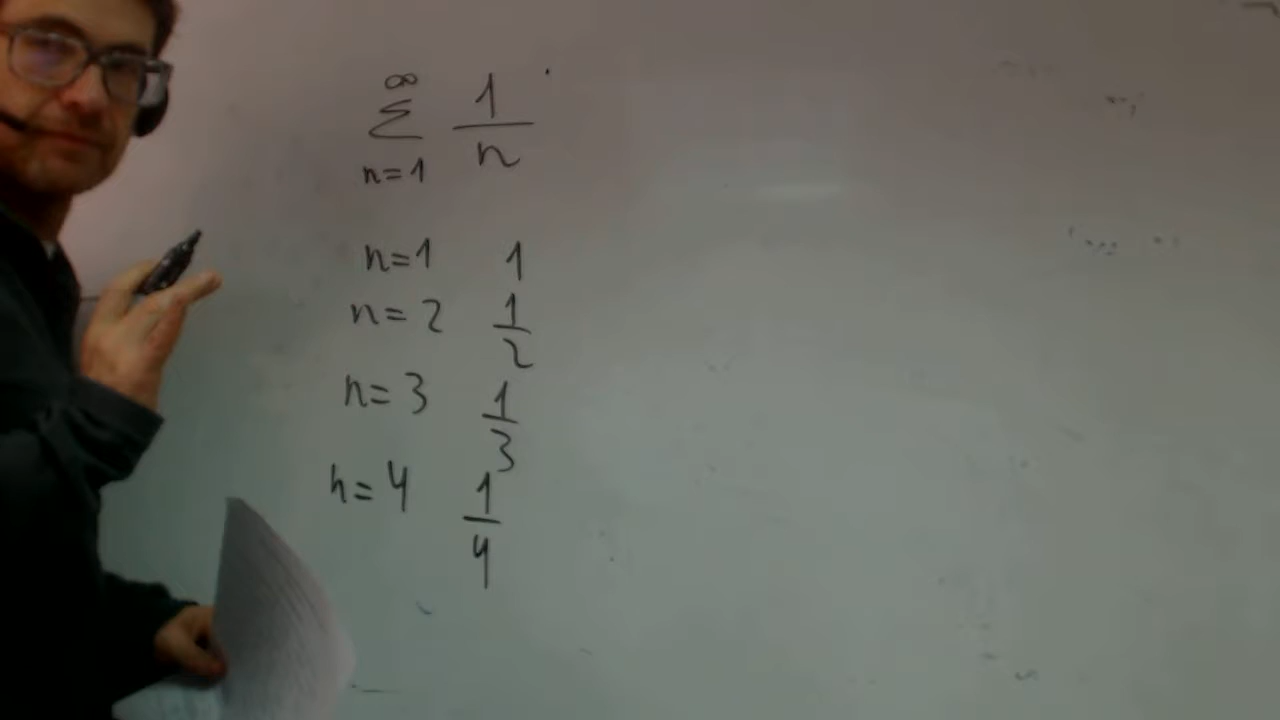 ∞
∑ 1/n
n=1
n=1 1
n=2 1/2
n=3 1/3
n=4 1/4